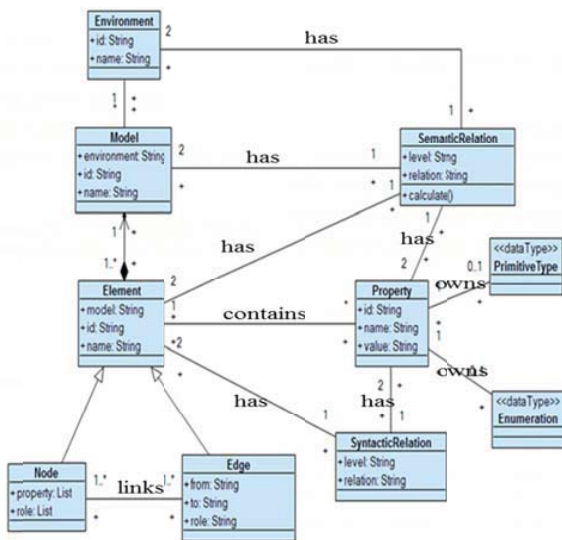 Environment
+ id: String
+ name: String
2
*
has
1 *
1 *
*
Model
+ environment: String
+ id: String
+ name: String
2
*
has
1
*
SemanticRelation
+ level: Strng
+ relation: String
+ calculate()
1
*
1 *
1..* *
has
1 *
has
2 *
<<dataType>>
PrimitiveType
0..1
*
owns
Element
+ model: String
+ id: String
+ name: String
2
1
*
contains
*
*
Property
+ id: String
+ name: String
+ value: String
1
*
1
owns
*
<<dataType>>
Enumeration
*2
*
has
1
*
2 *
has
1
SyntacticRelation
+ level: String
+ relation: String
Node
+ property: List
+ role: List
1..*
*
links
1..*
*
Edge
+ from: String
+ to: String
+ role: String